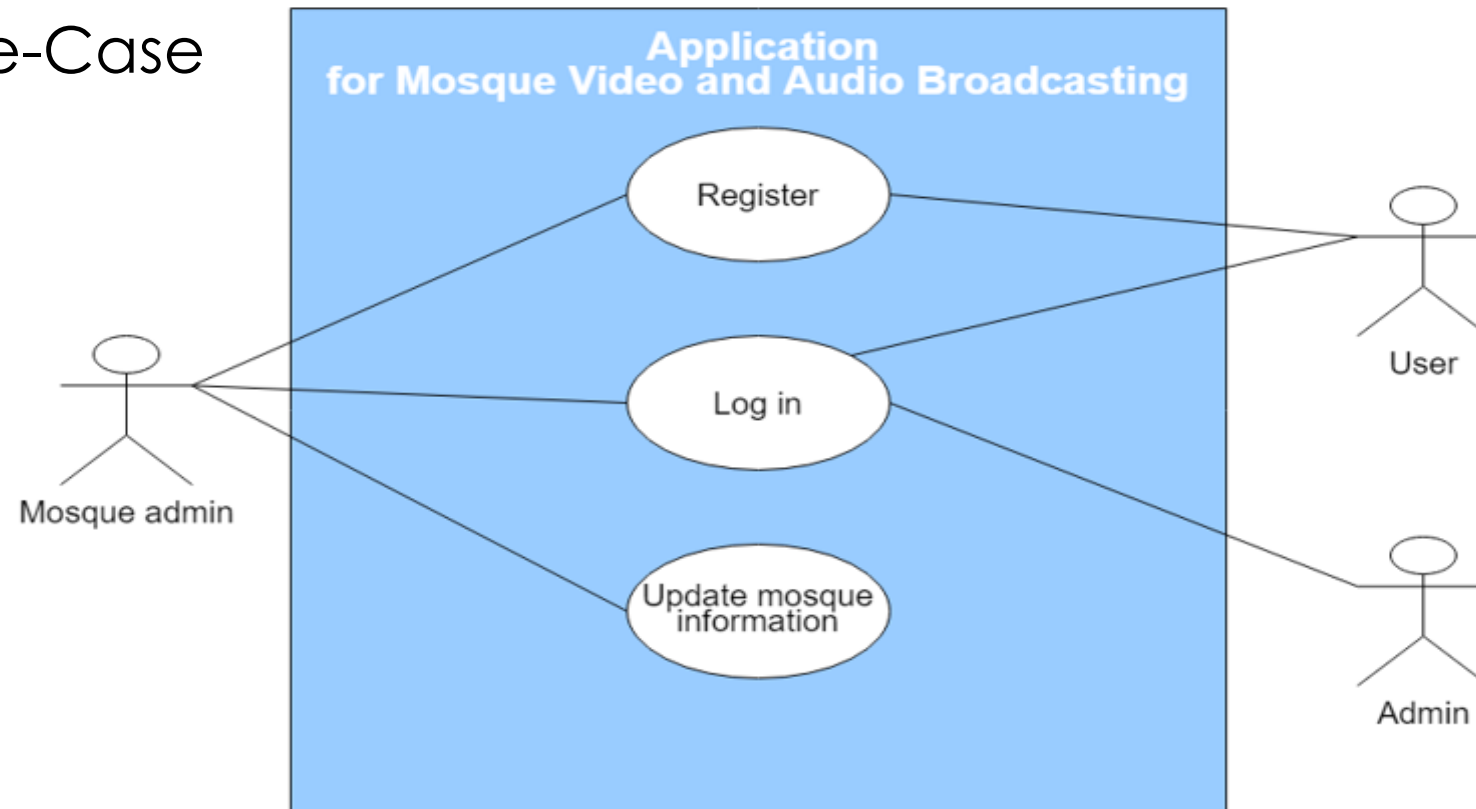 e-Case
Application
for Mosque Video and Audio Broadcasting
Register
User
Log in
Mosque admin
Update mosque
information
Admin